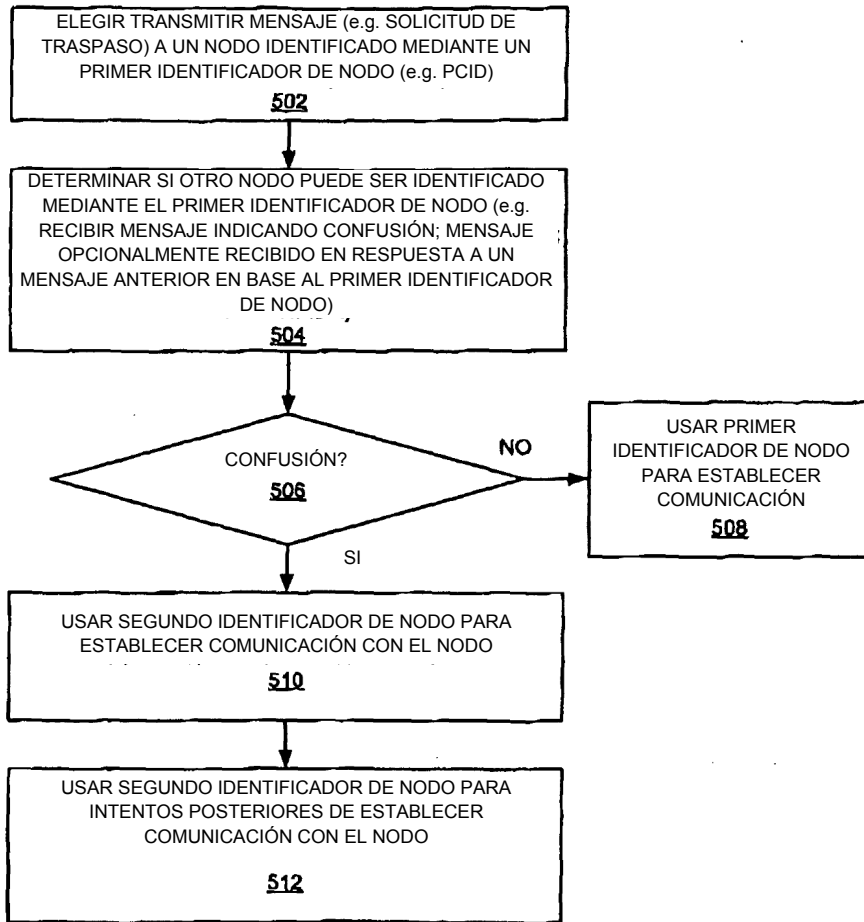 ELEGIR TRANSMITIR MENSAJE (e.g. SOLICITUD DE
TRASPASO) A UN NODO IDENTIFICADO MEDIANTE UN
PRIMER IDENTIFICADOR DE NODO (e.g. PCID)
502
DETERMINAR SI OTRO NODO PUEDE SER IDENTIFICADO
MEDIANTE EL PRIMER IDENTIFICADOR DE NODO (e.g.
RECIBIR MENSAJE INDICANDO CONFUSIÓN; MENSAJE
OPCIONALMENTE RECIBIDO EN RESPUESTA A UN
MENSAJE ANTERIOR EN BASE AL PRIMER IDENTIFICADOR
DE NODO)
504
CONFUSIÓN?
506
NO
USAR PRIMER
IDENTIFICADOR DE NODO
PARA ESTABLECER
COMUNICACIÓN
508
SI
USAR SEGUNDO IDENTIFICADOR DE NODO PARA
ESTABLECER COMUNICACIÓN CON EL NODO
510
USAR SEGUNDO IDENTIFICADOR DE NODO PARA
INTENTOS POSTERIORES DE ESTABLECER
COMUNICACIÓN CON EL NODO
512